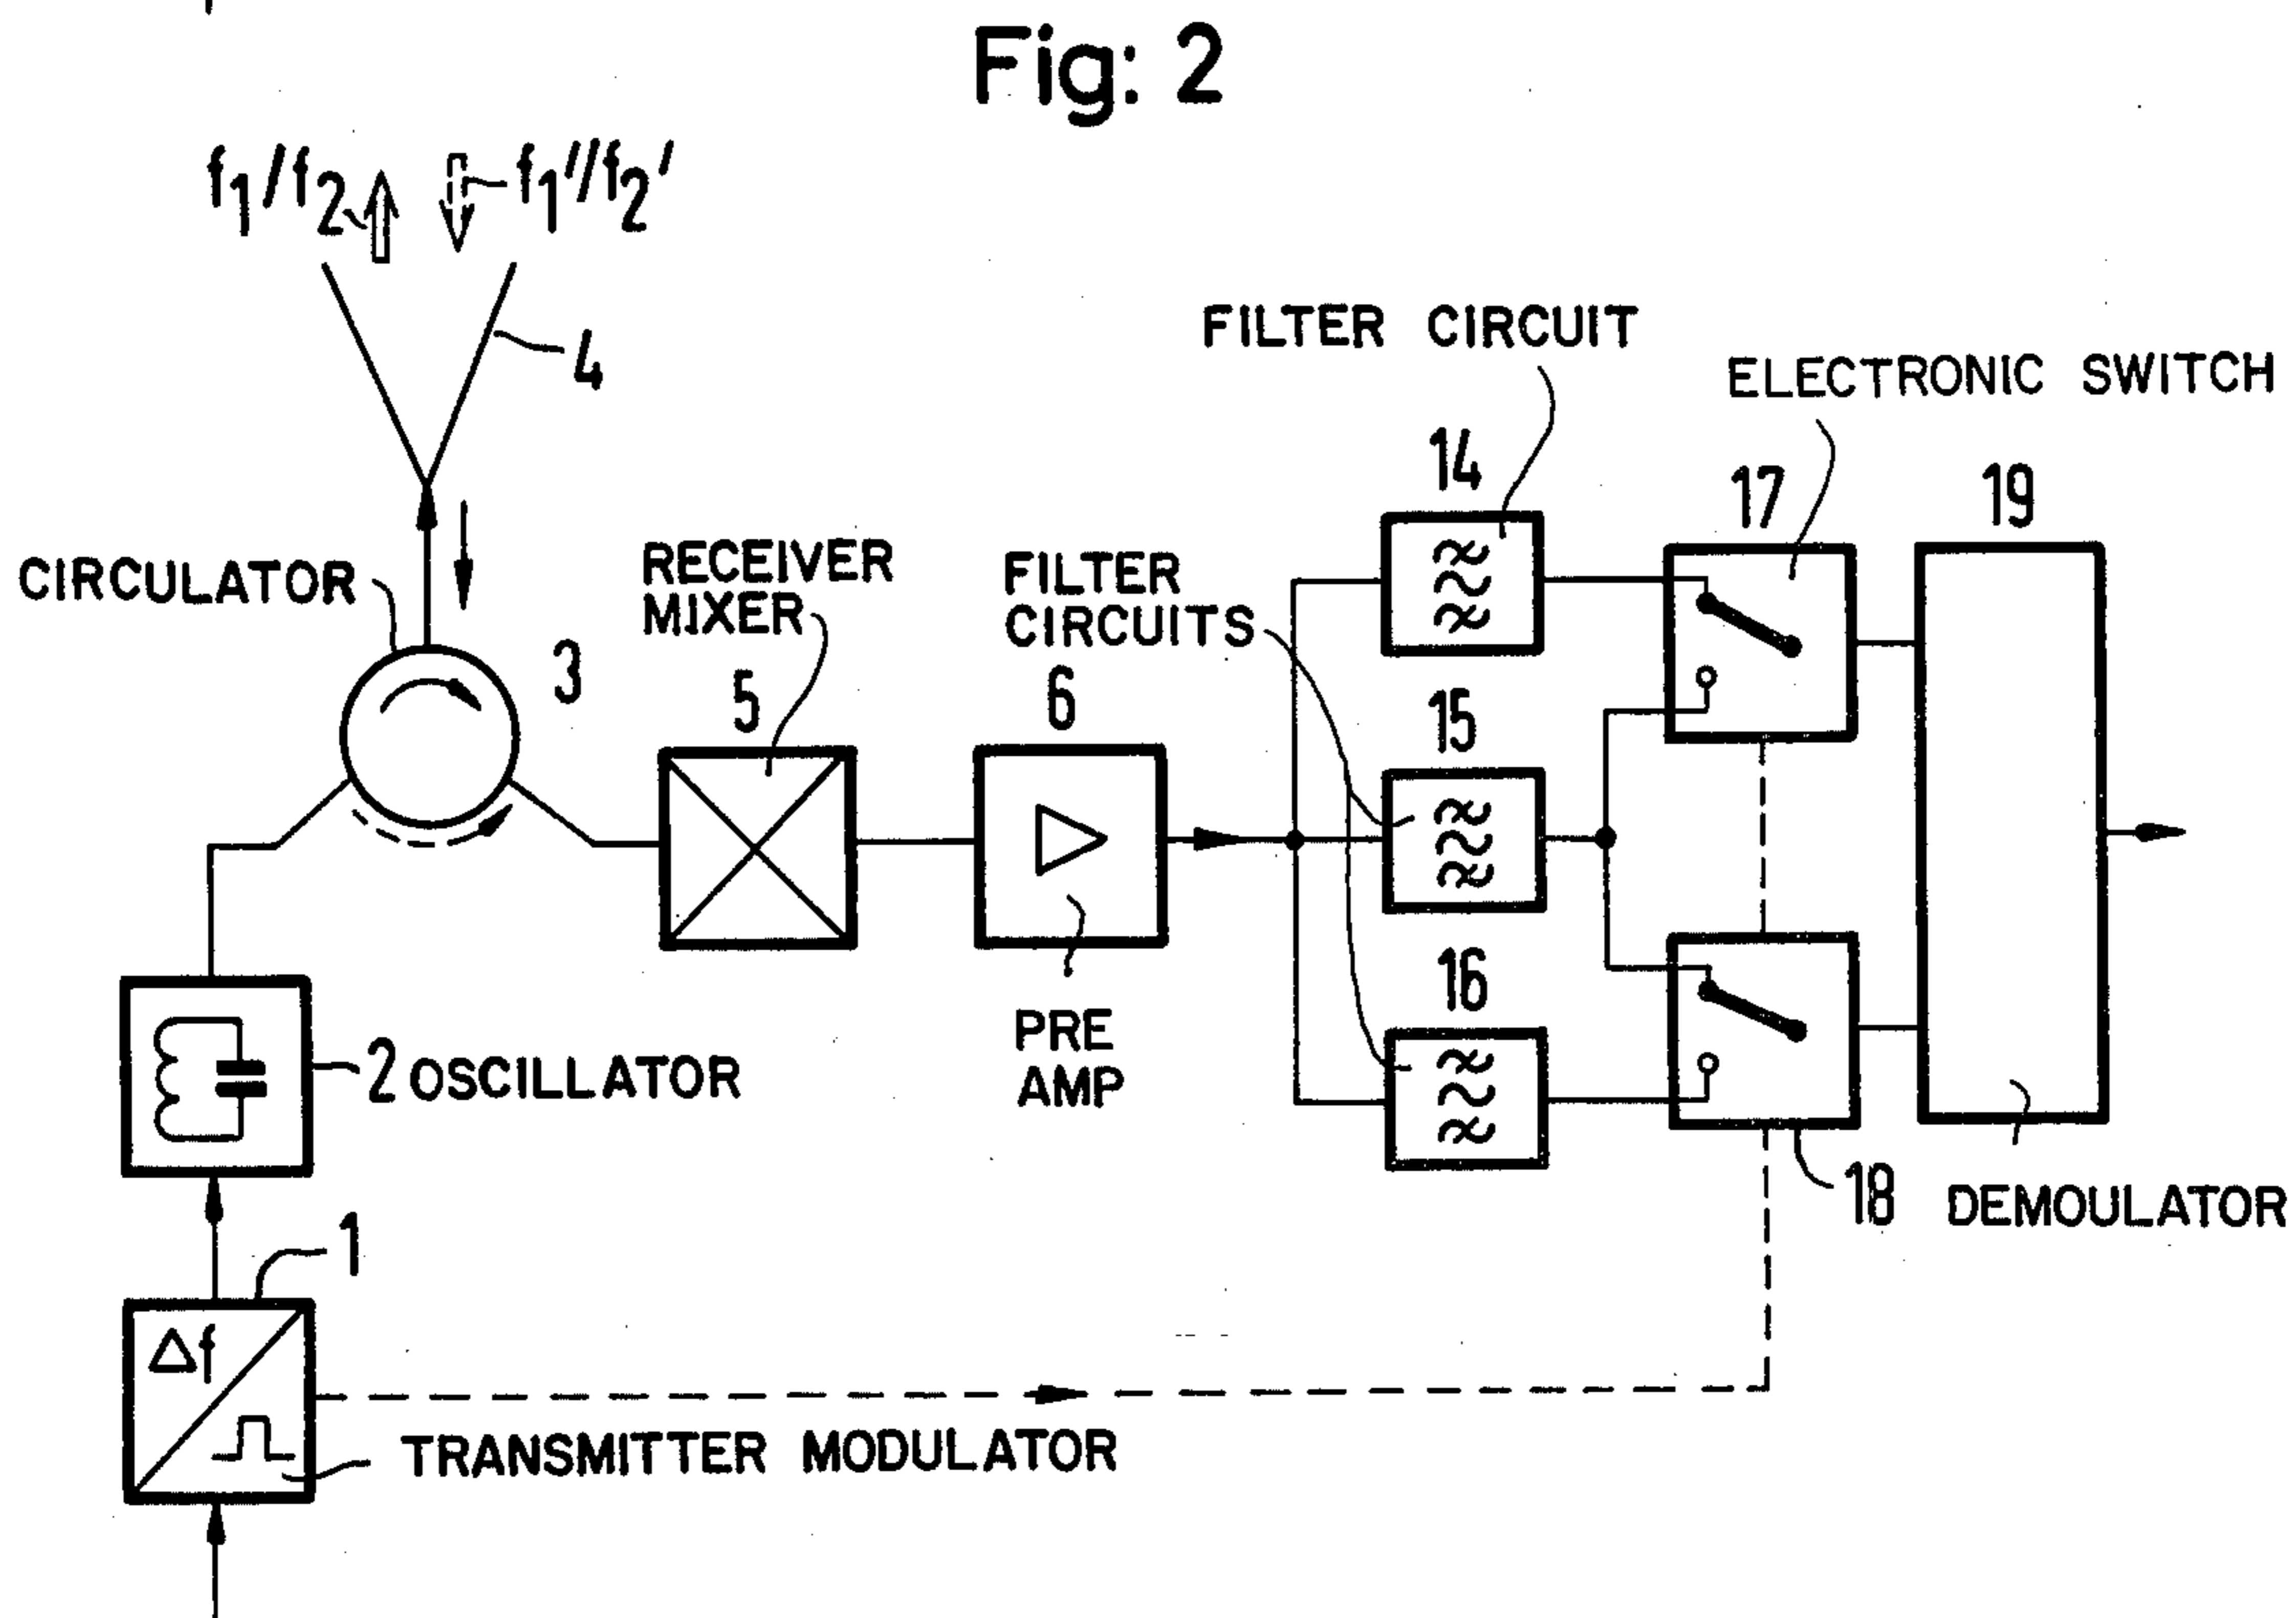 Fig: 2
f1/f2
f1'//f2'
4
FILTER CIRCUIT
ELECTRONIC SWITCH
14
17
19
CIRCULATOR
RECEIVER
MIXER
FILTER
CIRCUITS
3
5
6
15
16
PRE
AMP
2 OSCILLATOR
18
DEMOULATOR
1
Δf
TRANSMITTER MODULATOR